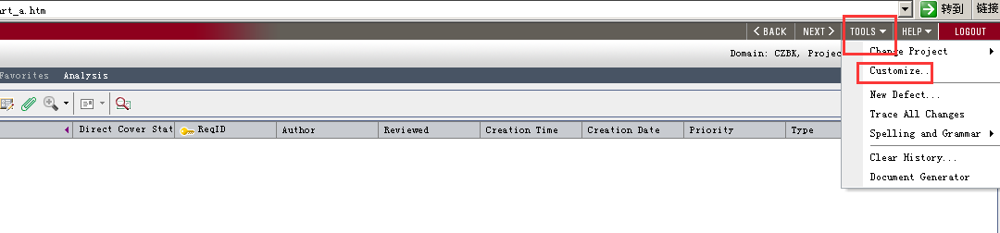 art_a.htm 转到 链接
BACK NEXT TOOLS HELP LOGOUT
Domain: CZBK, Projec
Change Project
Customize..
New Defect...
Trace All Changes
Spelling and Grammar
Clear History...
Document Generator
Favorites Analysis
Direct Cover Stat ReqID Author Reviewed Creation Time Creation Date Priority Type